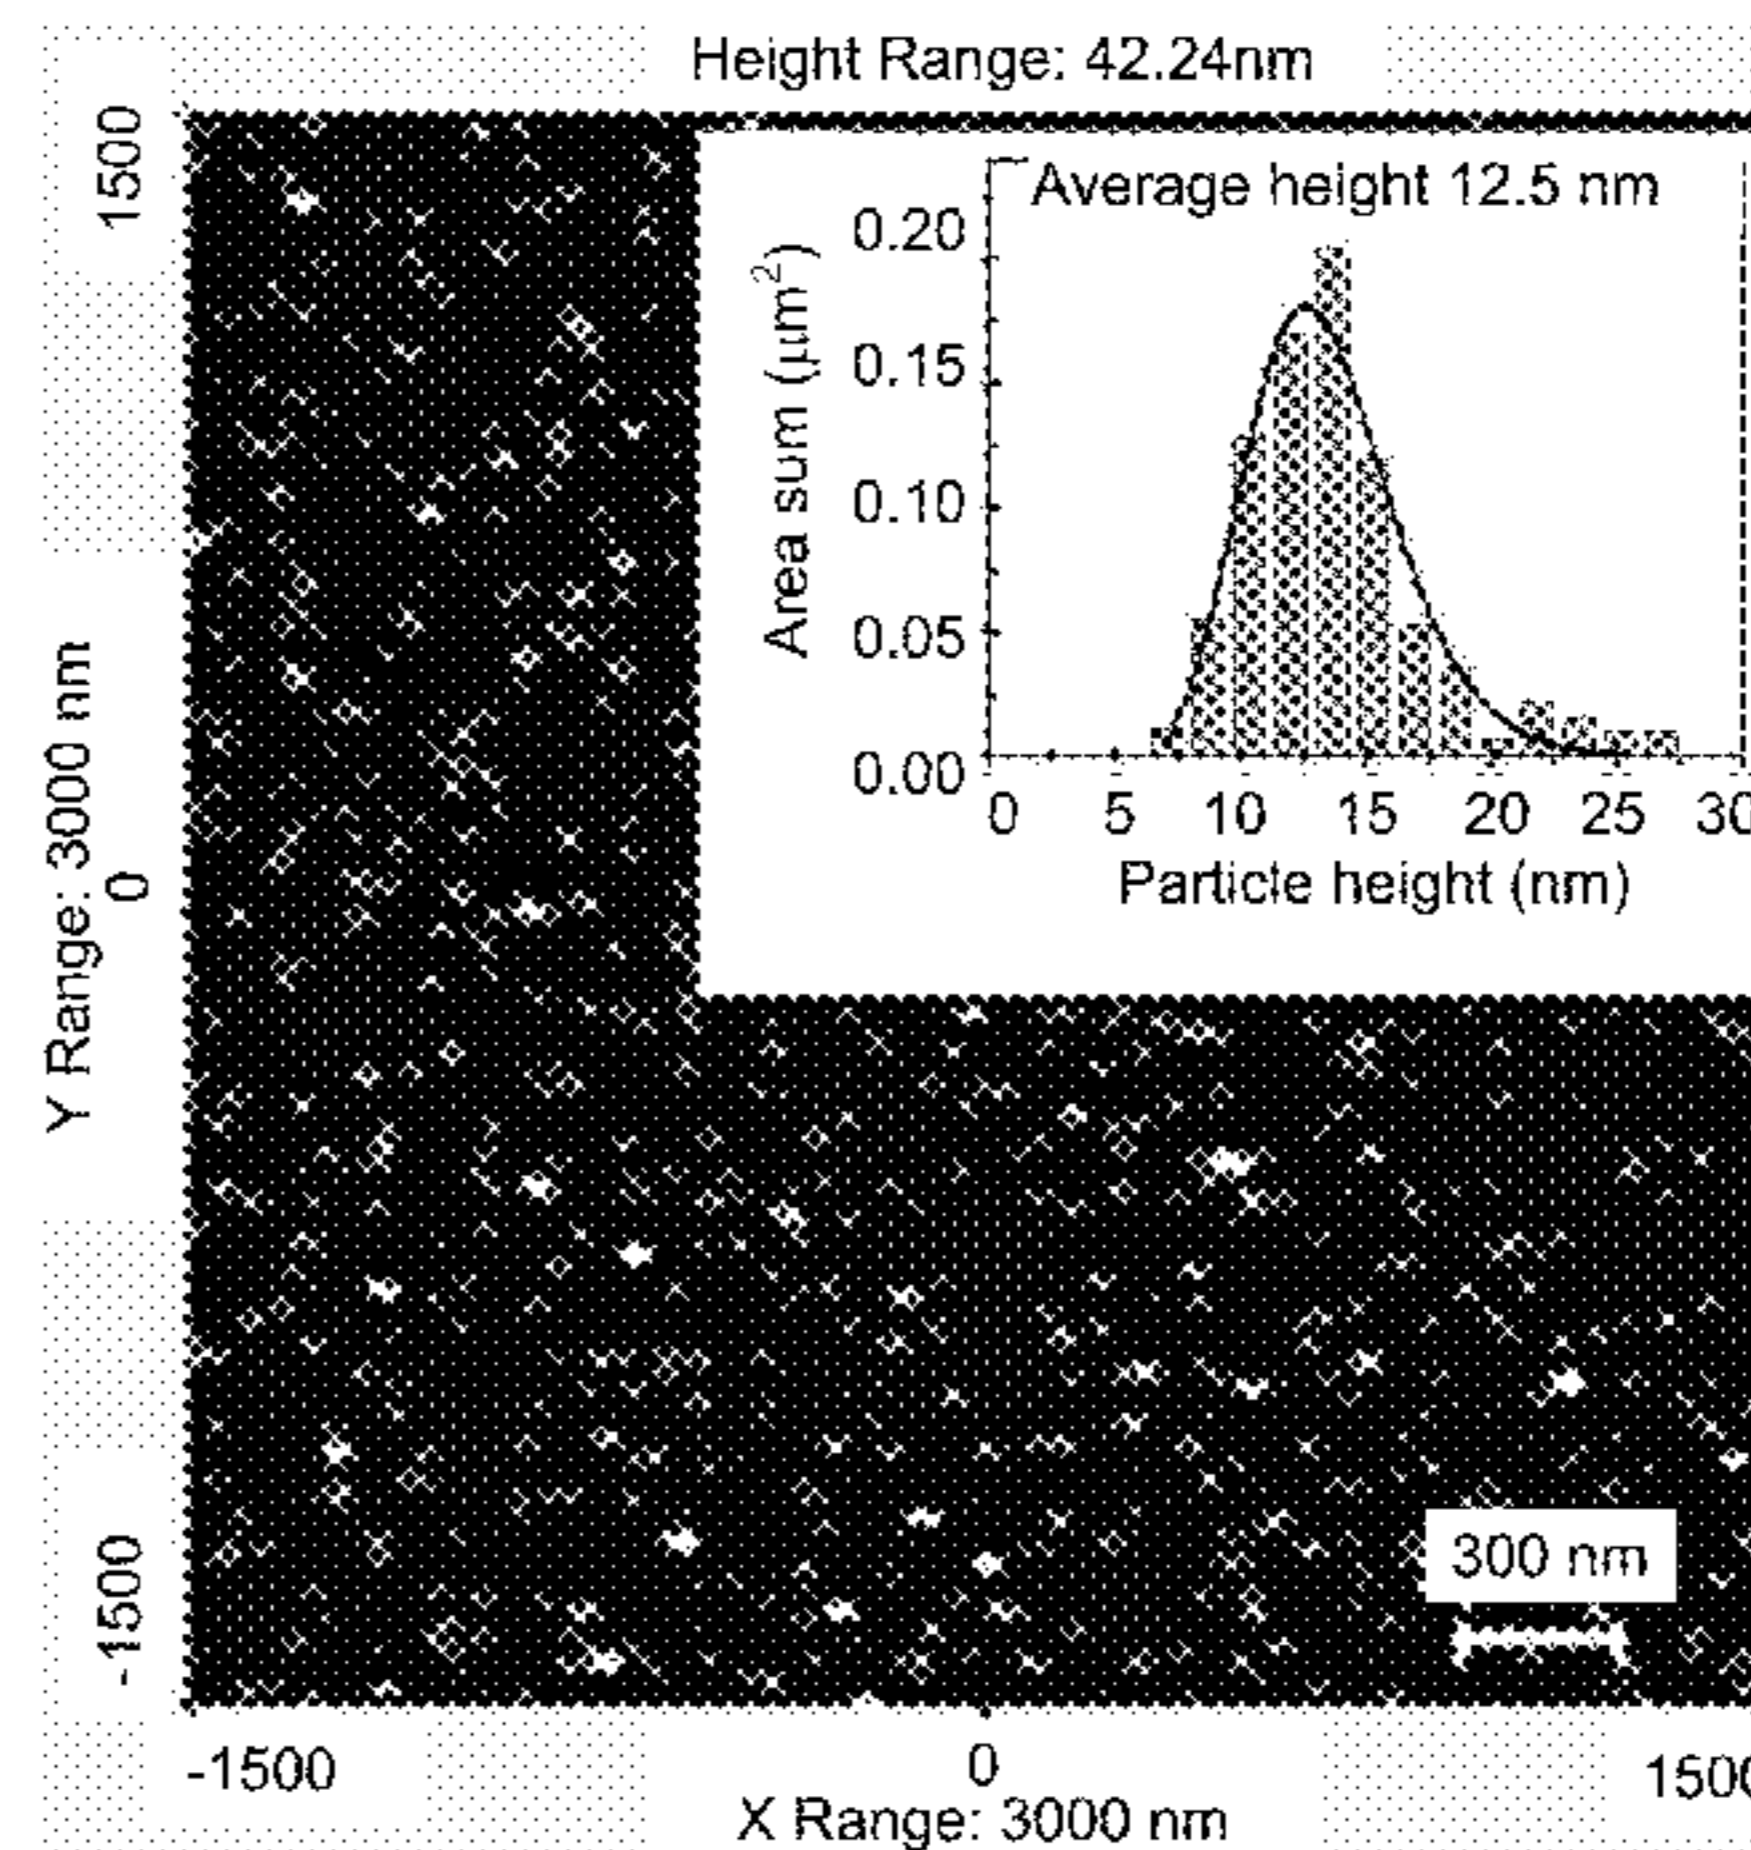 Height Range: 42.24nm
1500
Y Range: 3000 nm
0
-1500
Average height 12.5 nm
Area sum (μm²)
0.20
0.15
0.10
0.05
0.00
0 5 10 15 20 25 30
Particle height (nm)
300 nm
-1500 0 1500
X Range: 3000 nm